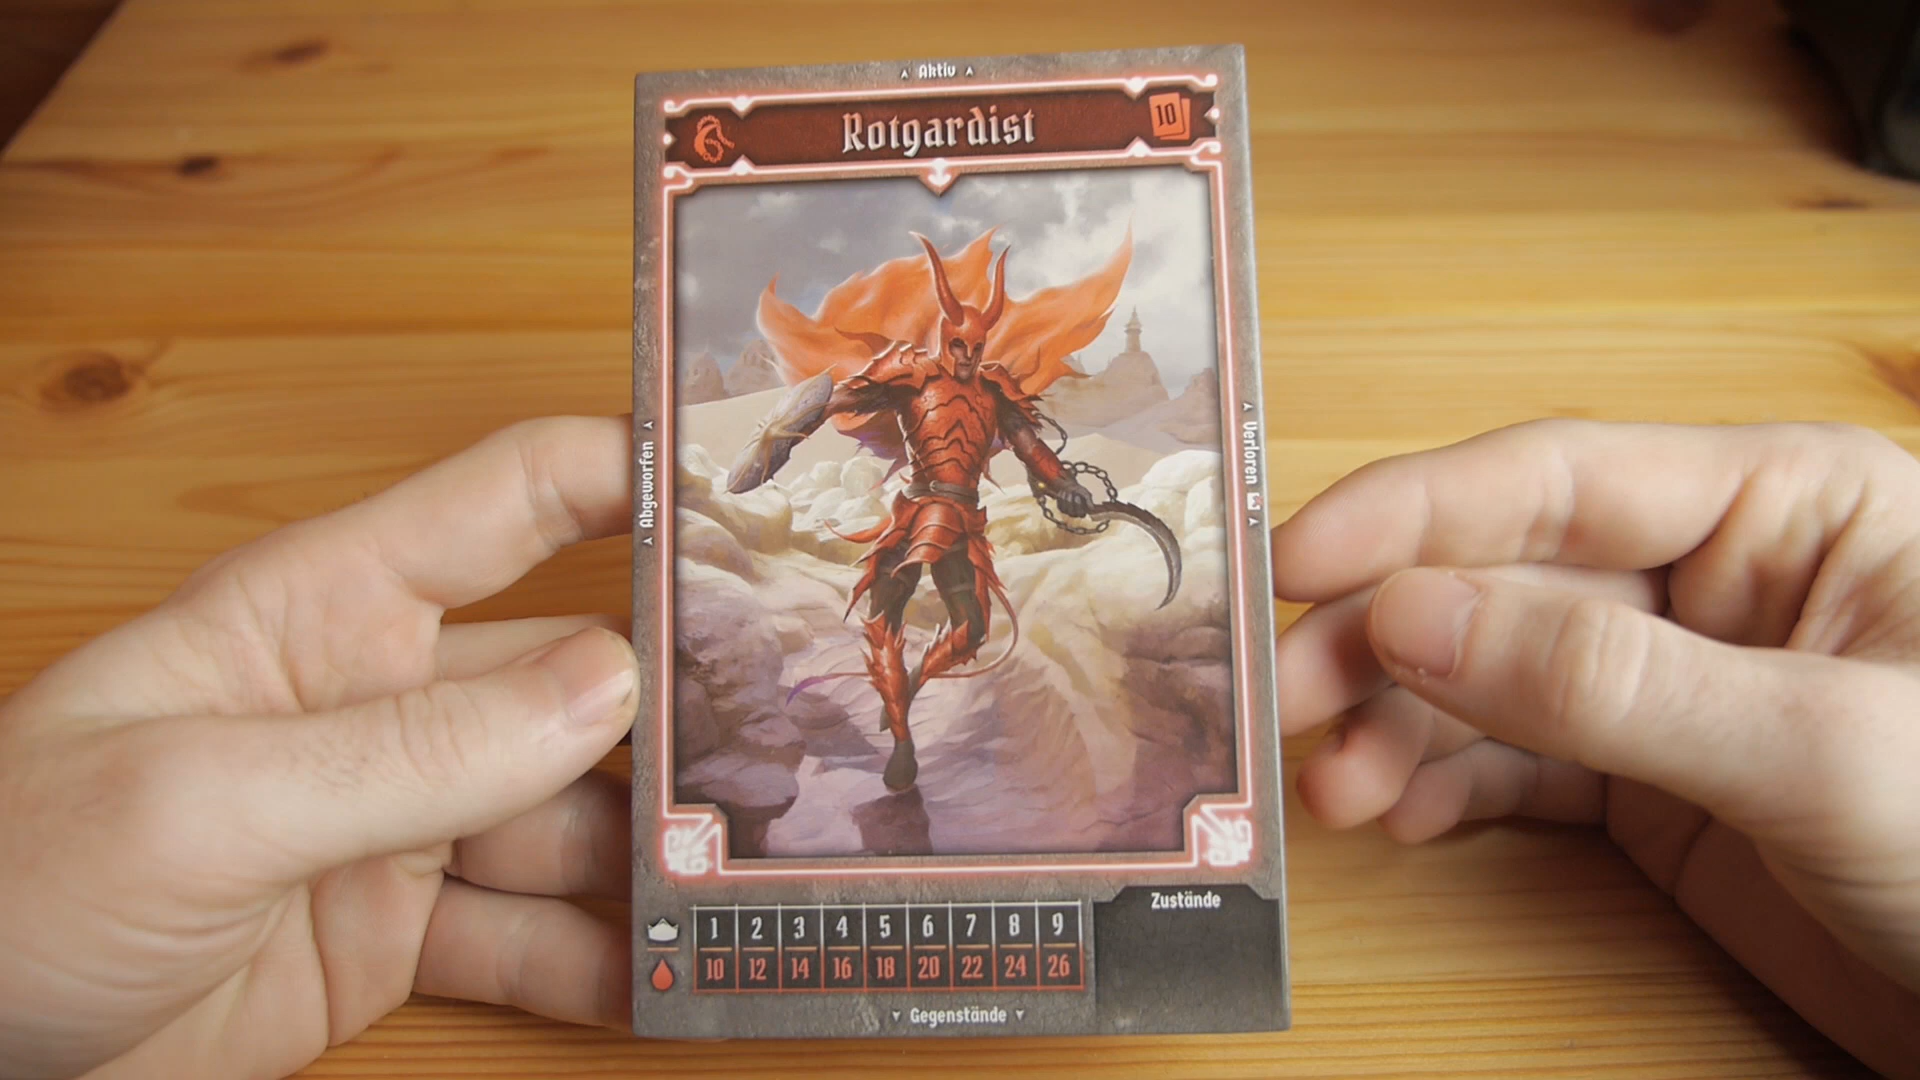 Aktiv
Rotgardist
10
Abgeworfen
Verloren
Zustände
1 2 3 4 5 6 7 8 9
10 12 14 16 18 20 22 24 26
Gegenstände